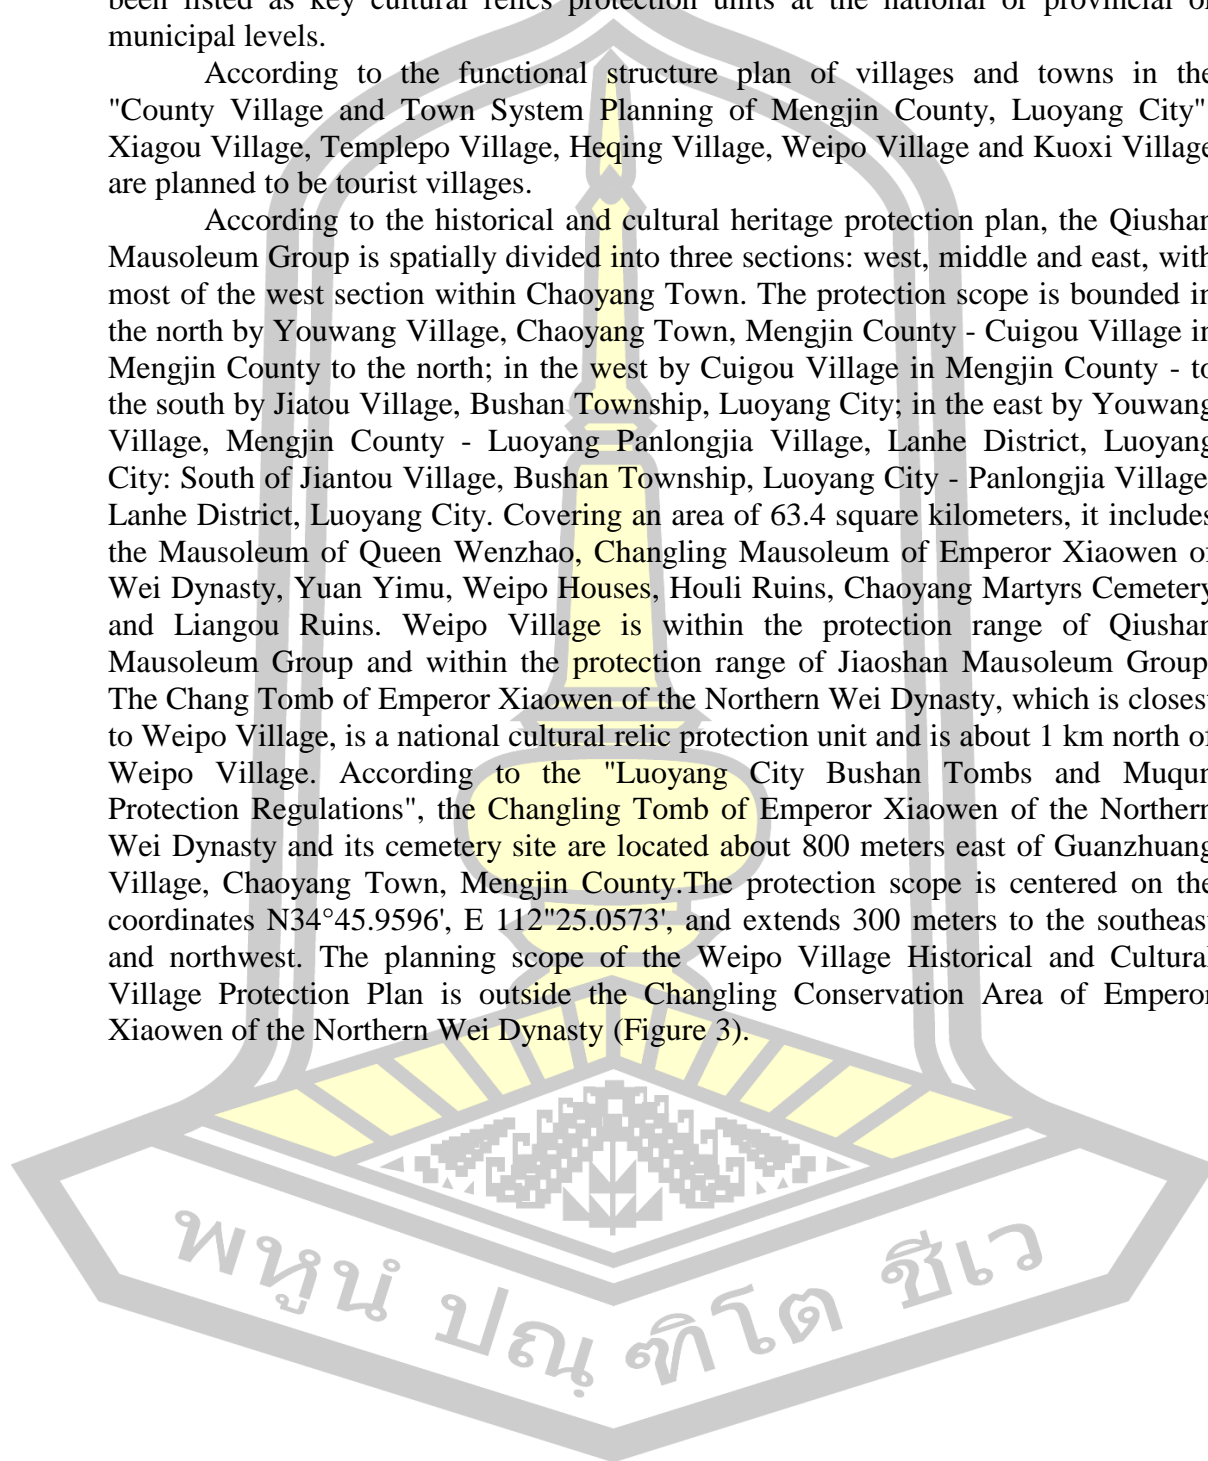 been listed as key cultural relics protection units at the national or provincial or
municipal levels.
According to the functional structure plan of villages and towns in the
"County Village and Town System Planning of Mengjin County, Luoyang City"
Xiagou Village, Templepo Village, Heqing Village, Weipo Village and Kuoxi Village
are planned to be tourist villages.
According to the historical and cultural heritage protection plan, the Qiushan
Mausoleum Group is spatially divided into three sections: west, middle and east, with
most of the west section within Chaoyang Town. The protection scope is bounded in
the north by Youwang Village, Chaoyang Town, Mengjin County - Cuigou Village in
Mengjin County to the north; in the west by Cuigou Village in Mengjin County - to
the south by Jiatou Village, Bushan Township, Luoyang City; in the east by Youwang
Village, Mengjin County - Luoyang Panlongjia Village, Lanhe District, Luoyang
City: South of Jiantou Village, Bushan Township, Luoyang City - Panlongjia Village
Lanhe District, Luoyang City. Covering an area of 63.4 square kilometers, it includes
the Mausoleum of Queen Wenzhao, Changling Mausoleum of Emperor Xiaowen of
Wei Dynasty, Yuan Yimu, Weipo Houses, Houli Ruins, Chaoyang Martyrs Cemetery
and Liangou Ruins. Weipo Village is within the protection range of Qiushan
Mausoleum Group and within the protection range of Jiaoshan Mausoleum Group
The Chang Tomb of Emperor Xiaowen of the Northern Wei Dynasty, which is closest
to Weipo Village, is a national cultural relic protection unit and is about 1 km north of
Weipo Village. According to the "Luoyang City Bushan Tombs and Muqun
Protection Regulations", the Changling Tomb of Emperor Xiaowen of the Northern
Wei Dynasty and its cemetery site are located about 800 meters east of Guanzhuang
Village, Chaoyang Town, Mengjin County.The protection scope is centered on the
coordinates N34°45.9596', E 112"25.0573', and extends 300 meters to the southeast
and northwest. The planning scope of the Weipo Village Historical and Cultural
Village Protection Plan is outside the Changling Conservation Area of Emperor
Xiaowen of the Northern Wei Dynasty (Figure 3).
พหูนํ ปณฺฑิโต ชีเว